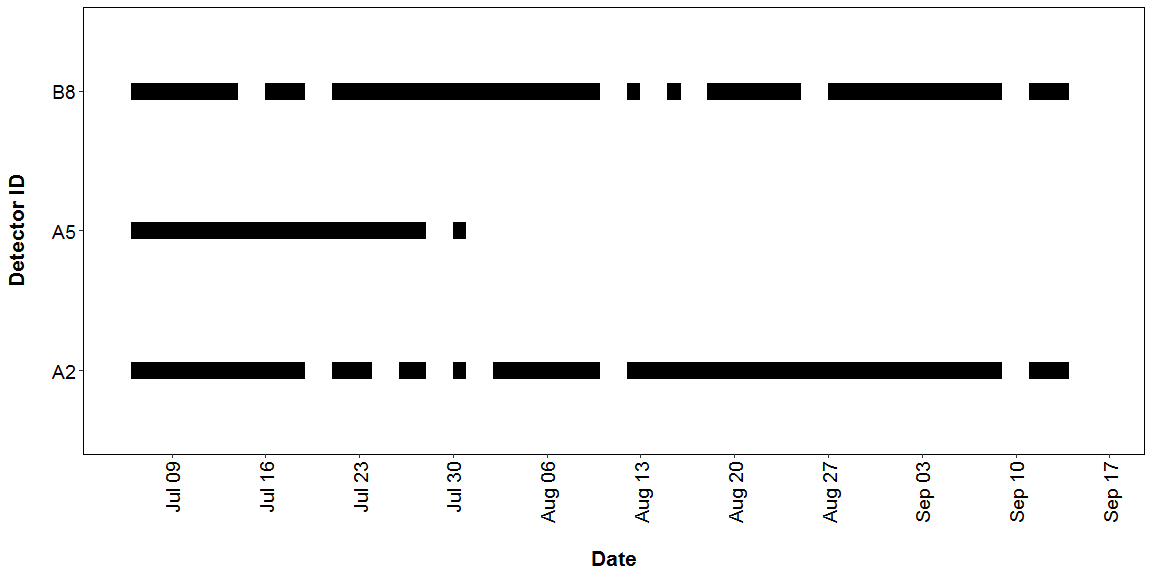 B8
A5
A2
Detector ID
Jul 09
Jul 16
Jul 23
Jul 30
Aug 06
Aug 13
Aug 20
Aug 27
Sep 03
Sep 10
Sep 17
Date